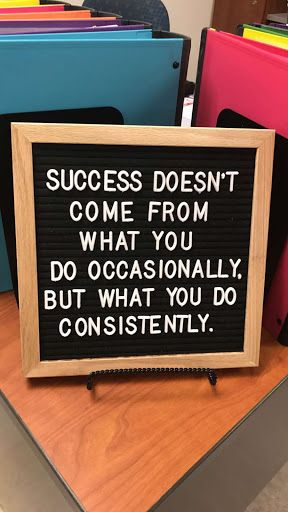 SUCCESS DOESN'T
COME FROM
WHAT YOU
DO OCCASIONALLY,
BUT WHAT YOU DO
CONSISTENTLY.